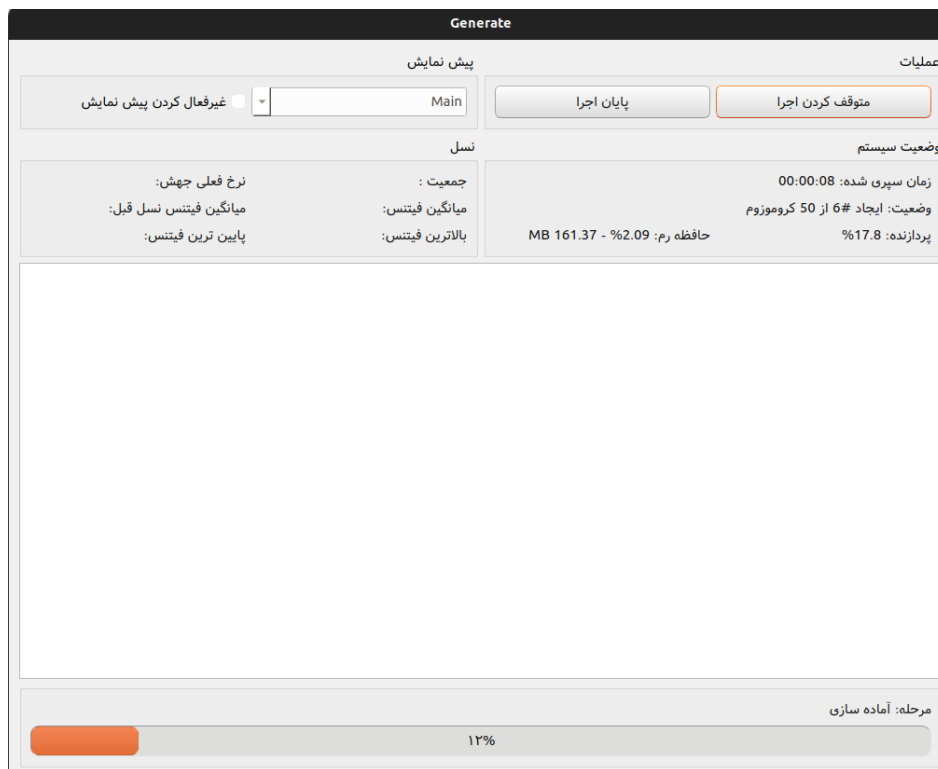 Generate
عملیات
پیش نمایش
متوقف کردن اجرا
پایان اجرا
Main
غیرفعال کردن پیش نمایش
وضعیت سیستم
نسل
زمان سپری شده: 00:00:08
جمعیت :
نرخ فعلی جهش:
وضعیت: ایجاد #6 از 50 کروموزوم
میانگین فیتنس:
میانگین فیتنس نسل قبل:
پردازنده: 17.8%
حافظه رم: 2.09% - 161.37 MB
بالاترین فیتنس:
پایین ترین فیتنس:
مرحله: آماده سازی
۱۲%